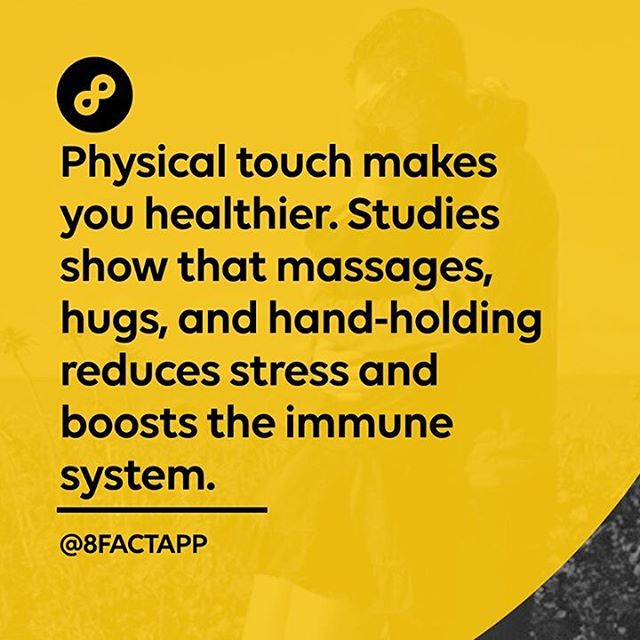 Physical touch makes
you healthier. Studies
show that massages,
hugs, and hand-holding
reduces stress and
boosts the immune
system.
@8FACTAPP